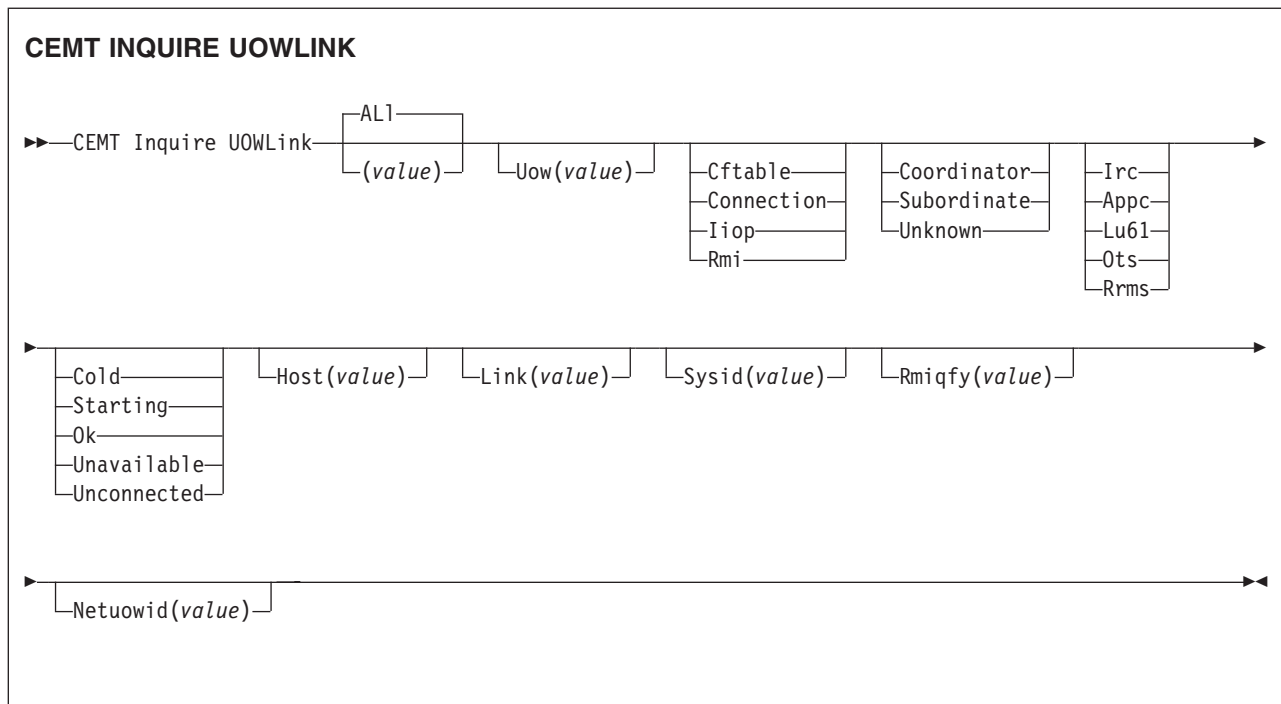 CEMT INQUIRE UOWLINK
ALl
CEMT Inquire UOWLink
(value)
Uow(value)
Cftable
Connection
Iiop
Rmi
Coordinator
Subordinate
Unknown
Irc
Appc
Lu61
Ots
Rrms
Cold
Starting
Ok
Unavailable
Unconnected
Host(value)
Link(value)
Sysid(value)
Rmiqfy(value)
Netuowid(value)